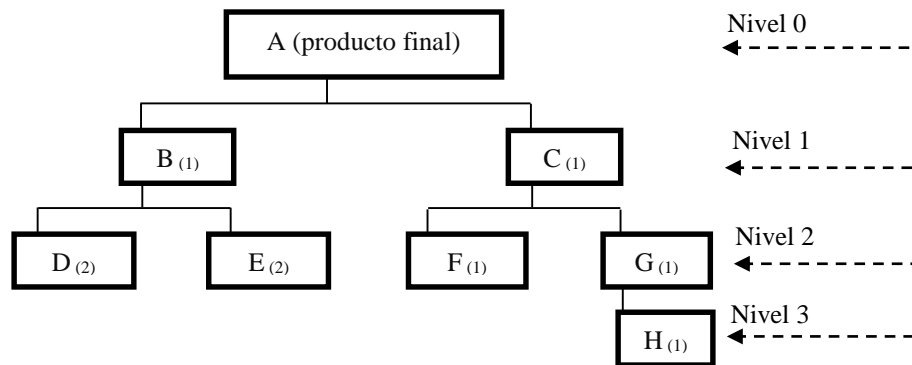 Nivel 0
A (producto final)
Nivel 1
B (1)
C (1)
Nivel 2
D (2)
E (2)
F (1)
G (1)
Nivel 3
H (1)